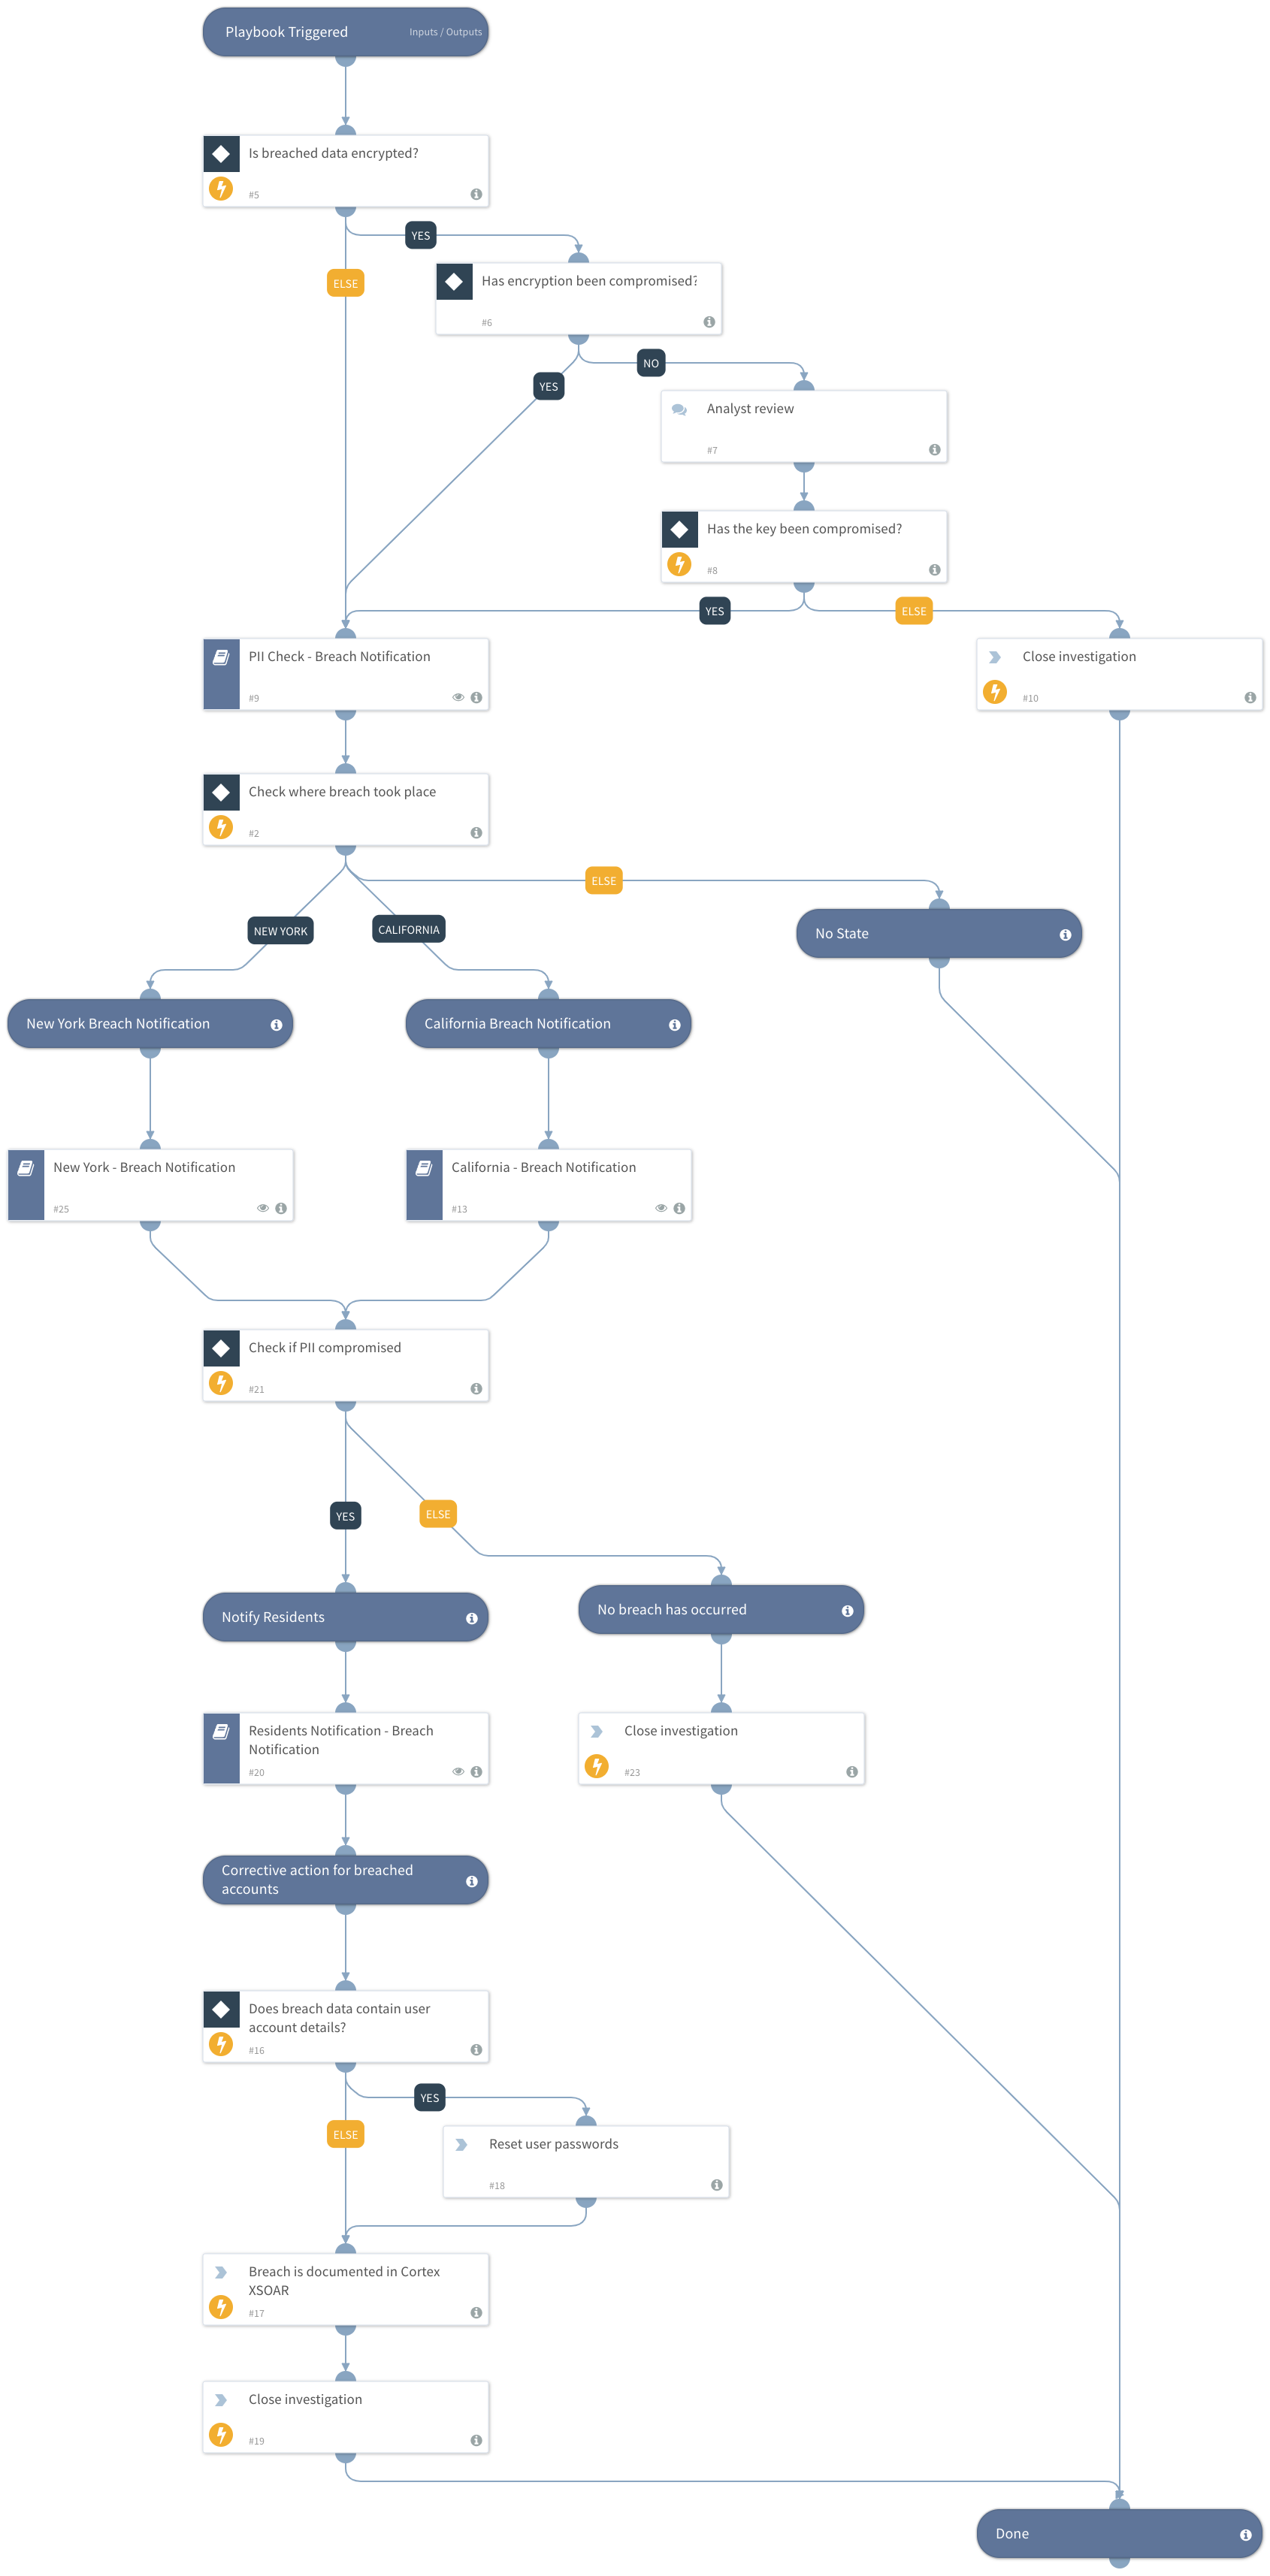 Playbook Triggered
Inputs / Outputs
Is breached data encrypted?
#5
YES
ELSE
Has encryption been compromised?
#6
NO
YES
Analyst review
#7
Has the key been compromised?
#8
YES
ELSE
PII Check - Breach Notification
#9
Close investigation
#10
Check where breach took place
#2
ELSE
NEW YORK
CALIFORNIA
No State
New York Breach Notification
California Breach Notification
New York - Breach Notification
#25
California - Breach Notification
#13
Check if PII compromised
#21
YES
ELSE
Notify Residents
No breach has occurred
Residents Notification - Breach
Notification
#20
Close investigation
#23
Corrective action for breached
accounts
Does breach data contain user
account details?
#16
YES
ELSE
Reset user passwords
#18
Breach is documented in Cortex
XSOAR
#17
Close investigation
#19
Done